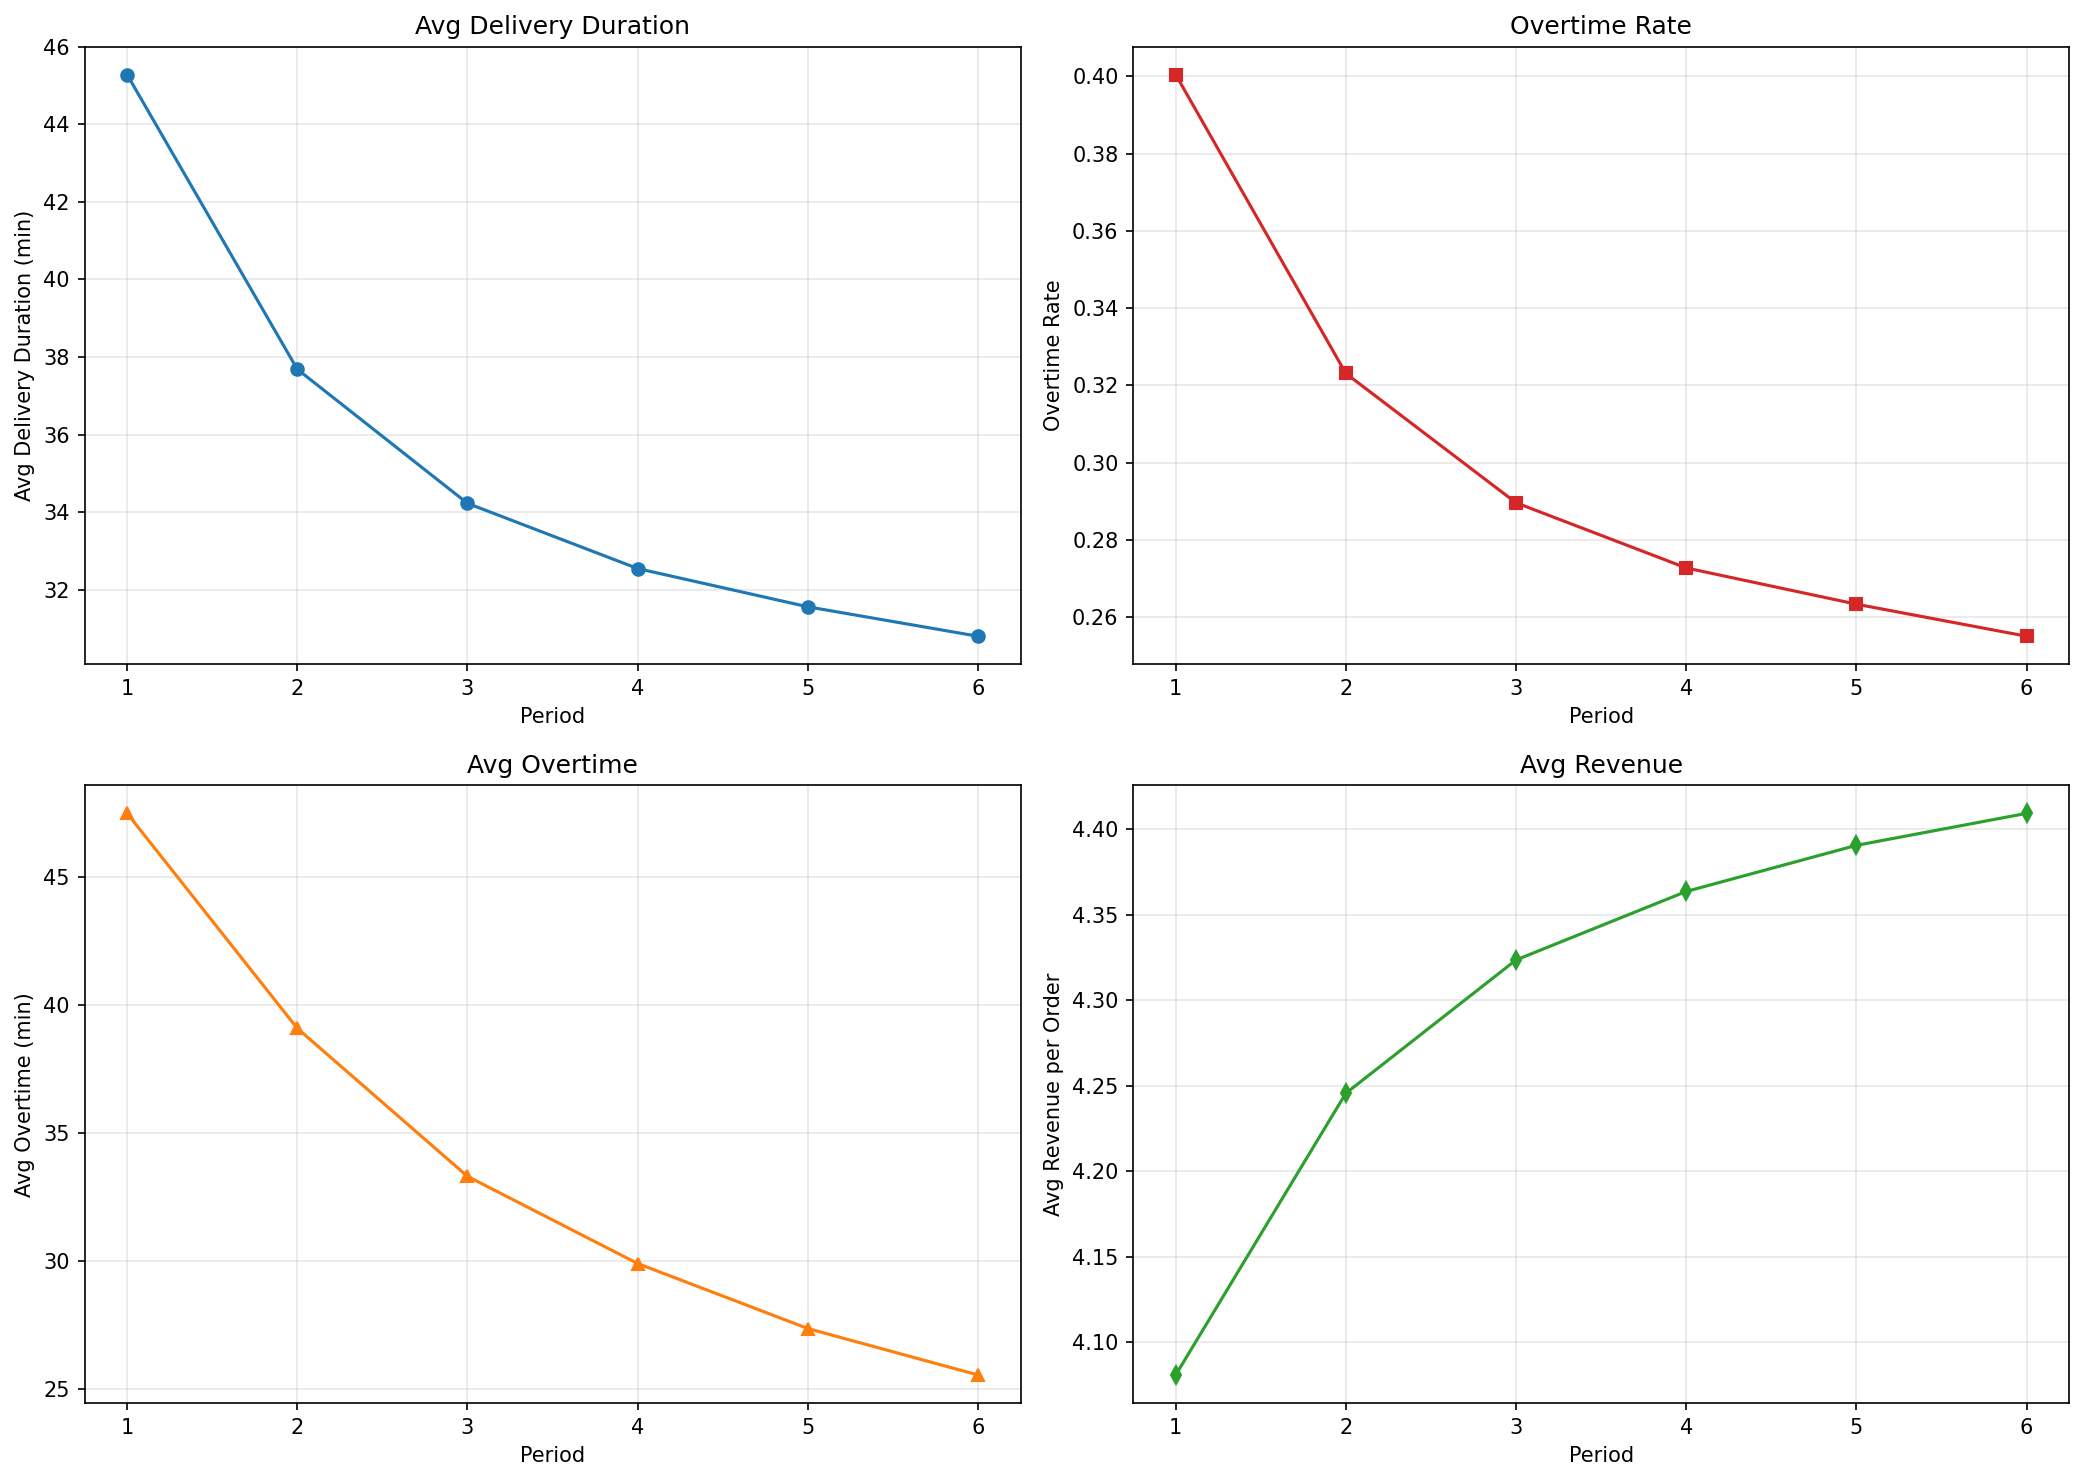 Avg Delivery Duration
Avg Delivery Duration (min)
46
44
42
40
38
36
34
32
1 2 3 4 5 6
Period
Overtime Rate
Overtime Rate
0.40
0.38
0.36
0.34
0.32
0.30
0.28
0.26
1 2 3 4 5 6
Period
Avg Overtime
Avg Overtime (min)
45
40
35
30
25
1 2 3 4 5 6
Period
Avg Revenue
Avg Revenue per Order
4.40
4.35
4.30
4.25
4.20
4.15
4.10
1 2 3 4 5 6
Period